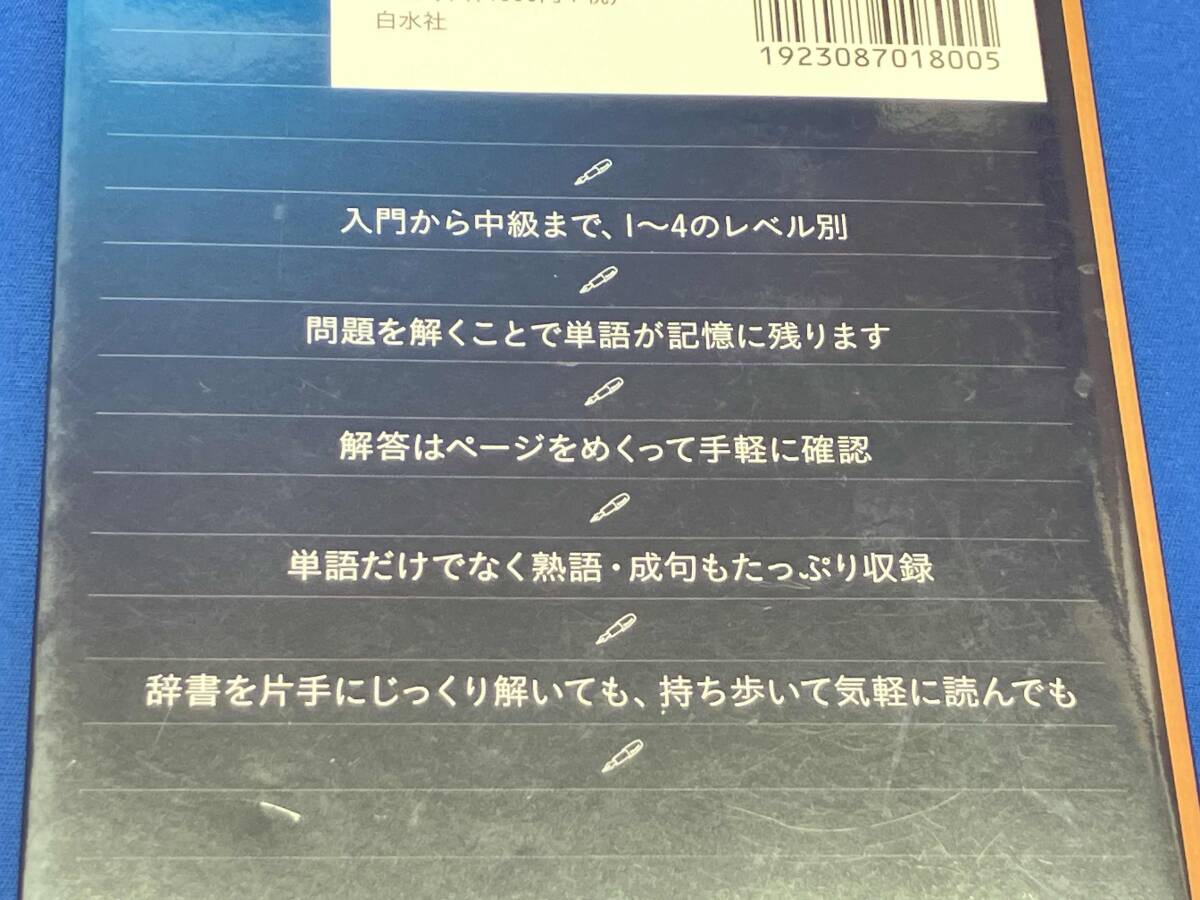 白水社
1923087018005
入門から中級まで、1〜4のレベル別
問題を解くことで単語が記憶に残ります
解答はページをめくって手軽に確認
単語だけでなく熟語・成句もたっぷり収録
辞書を片手にじっくり解いても、持ち歩いて気軽に読んでも